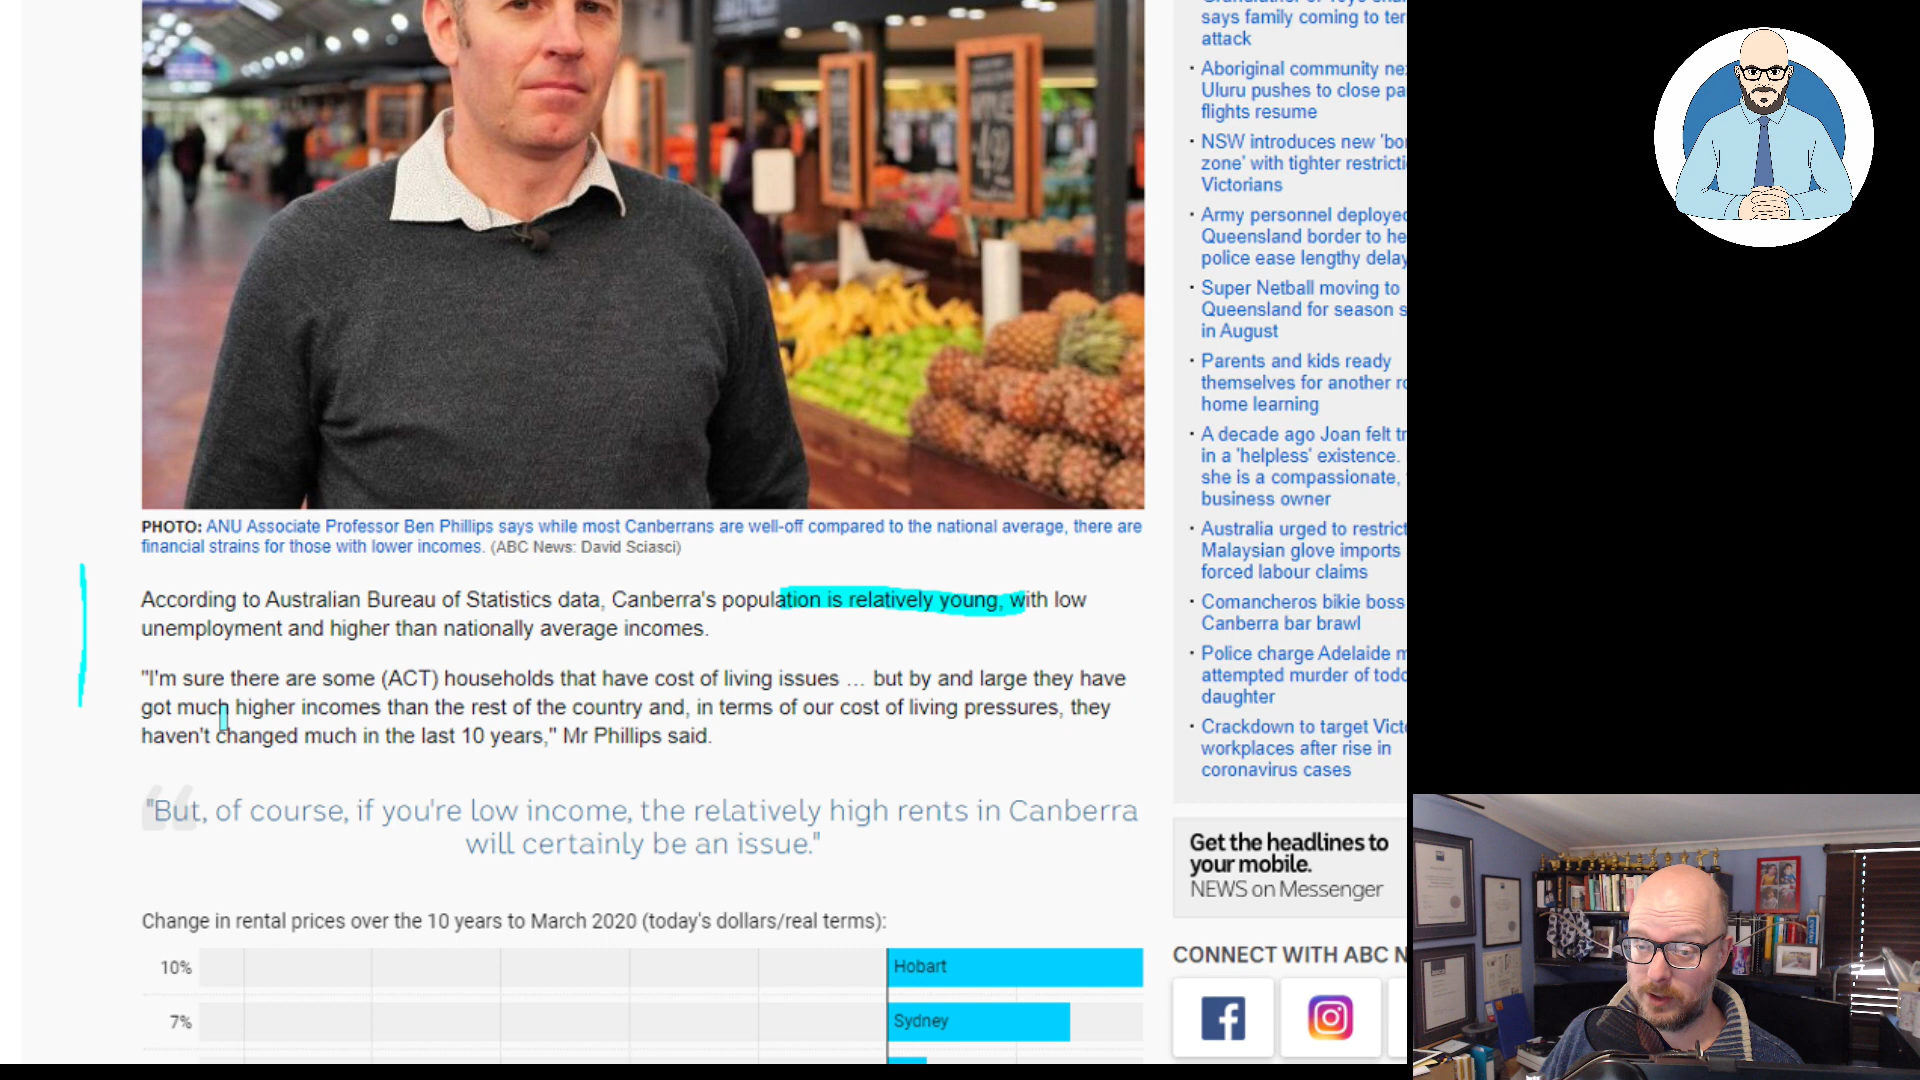 says family coming to ter
attack
Aboriginal community ne
Uluru pushes to close pa
flights resume
NSW introduces new 'bo
zone' with tighter restricti
Victorians
Army personnel deploye
Queensland border to he
police ease lengthy delay
Super Netball moving to
Queensland for season s
in August
Parents and kids ready
themselves for another ro
home learning
A decade ago Joan felt tr
in a 'helpless' existence.
she is a compassionate,
business owner
Australia urged to restrict
Malaysian glove imports
forced labour claims
Comancheros bikie boss
Canberra bar brawl
Police charge Adelaide m
attempted murder of todd
daughter
Crackdown to target Victo
workplaces after rise in
coronavirus cases
PHOTO: ANU Associate Professor Ben Phillips says while most Canberrans are well-off compared to the national average, there are
financial strains for those with lower incomes. (ABC News: David Sciasci)
According to Australian Bureau of Statistics data, Canberra's population is relatively young, with low
unemployment and higher than nationally average incomes.
"I'm sure there are some (ACT) households that have cost of living issues … but by and large they have
got much higher incomes than the rest of the country and, in terms of our cost of living pressures, they
haven't changed much in the last 10 years," Mr Phillips said.
"But, of course, if you're low income, the relatively high rents in Canberra
will certainly be an issue."
Get the headlines to
your mobile.
NEWS on Messenger
Change in rental prices over the 10 years to March 2020 (today's dollars/real terms):
10% Hobart
7% Sydney
CONNECT WITH ABC N